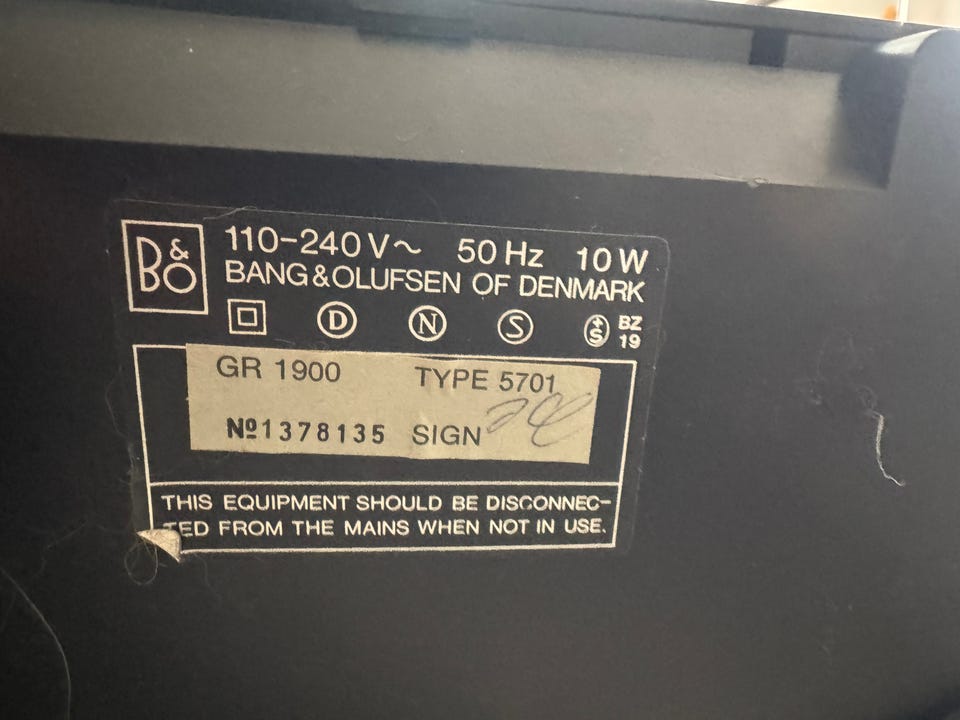 B&O
110-240V~ 50Hz 10W
BANG&OLUFSEN OF DENMARK
D N S +S BZ
19
GR 1900 TYPE 5701
Nº1378135 SIGN
THIS EQUIPMENT SHOULD BE DISCONNEC-
TED FROM THE MAINS WHEN NOT IN USE.